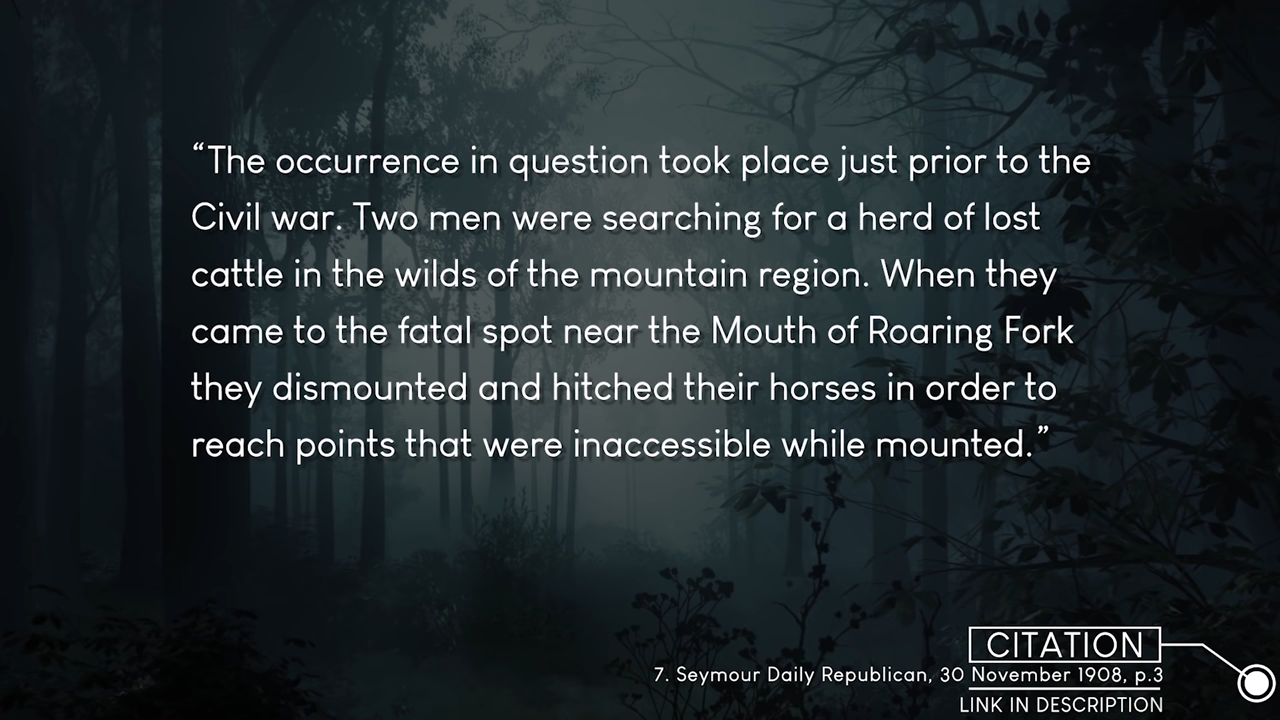 “The occurrence in question took place just prior to the
Civil war. Two men were searching for a herd of lost
cattle in the wilds of the mountain region. When they
came to the fatal spot near the Mouth of Roaring Fork
they dismounted and hitched their horses in order to
reach points that were inaccessible while mounted.”
CITATION
7. Seymour Daily Republican, 30 November 1908, p.3
LINK IN DESCRIPTION